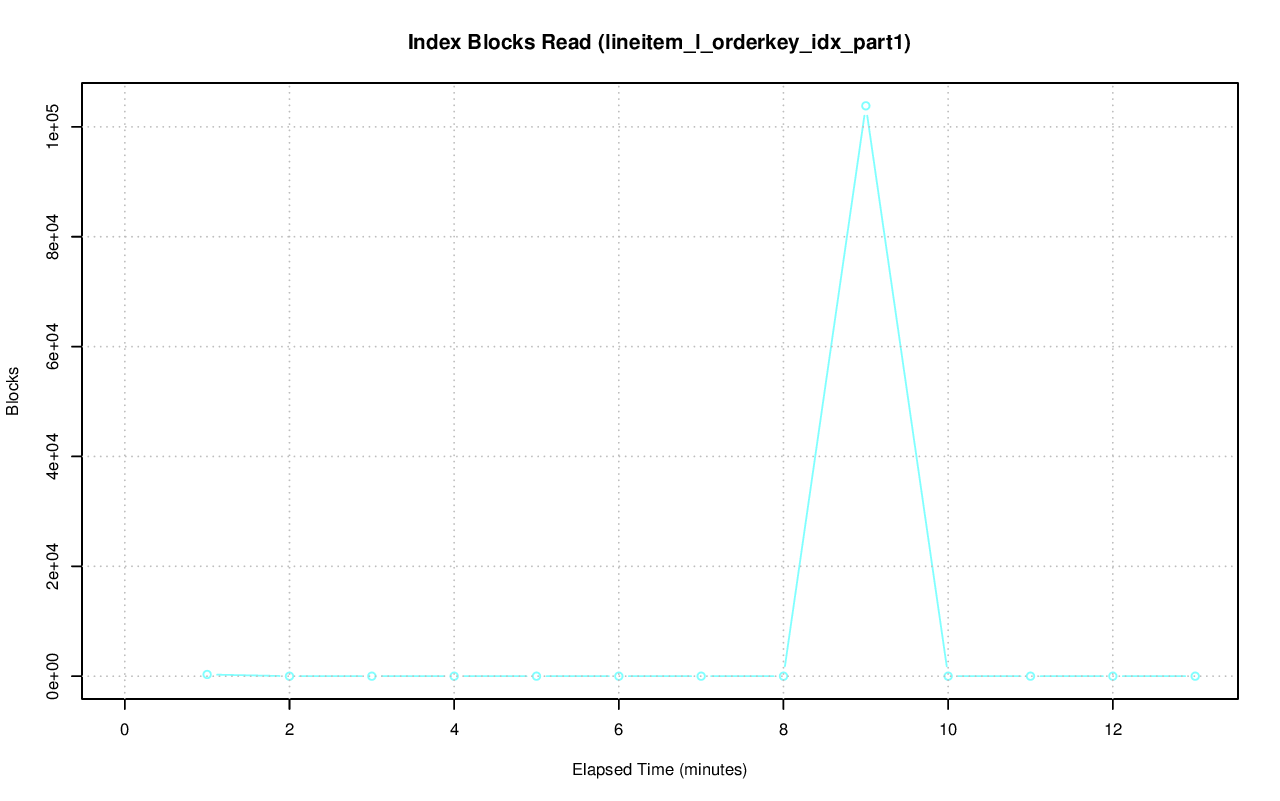 Index Blocks Read (lineitem_l_orderkey_idx_part1)
Blocks
1e+05
8e+04
6e+04
4e+04
2e+04
0e+00
0 2 4 6 8 10 12
Elapsed Time (minutes)